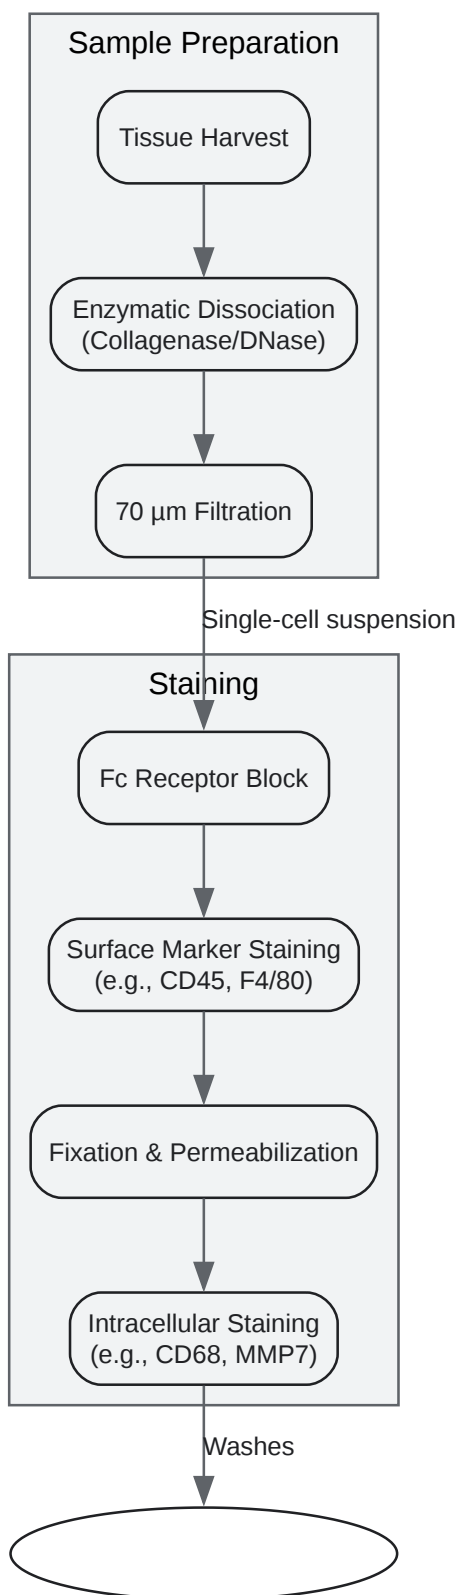 Sample Preparation
Tissue Harvest
Enzymatic Dissociation
(Collagenase/DNase)
70 µm Filtration
Single-cell suspension
Staining
Fc Receptor Block
Surface Marker Staining
(e.g., CD45, F4/80)
Fixation & Permeabilization
Intracellular Staining
(e.g., CD68, MMP7)
Washes